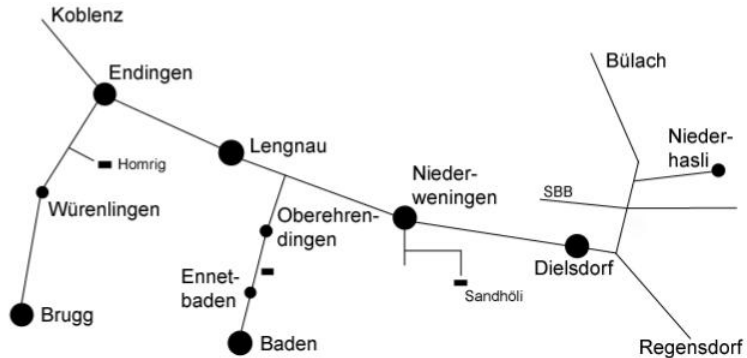 Koblenz
Endingen
Bülach
Lengnau
Nieder-
hasli
Homrig
Nieder-
weningen
SBB
Würenlingen
Oberehren-
dingen
Dielsdorf
Ennet-
baden
Sandhöli
Brugg
Baden
Regensdorf